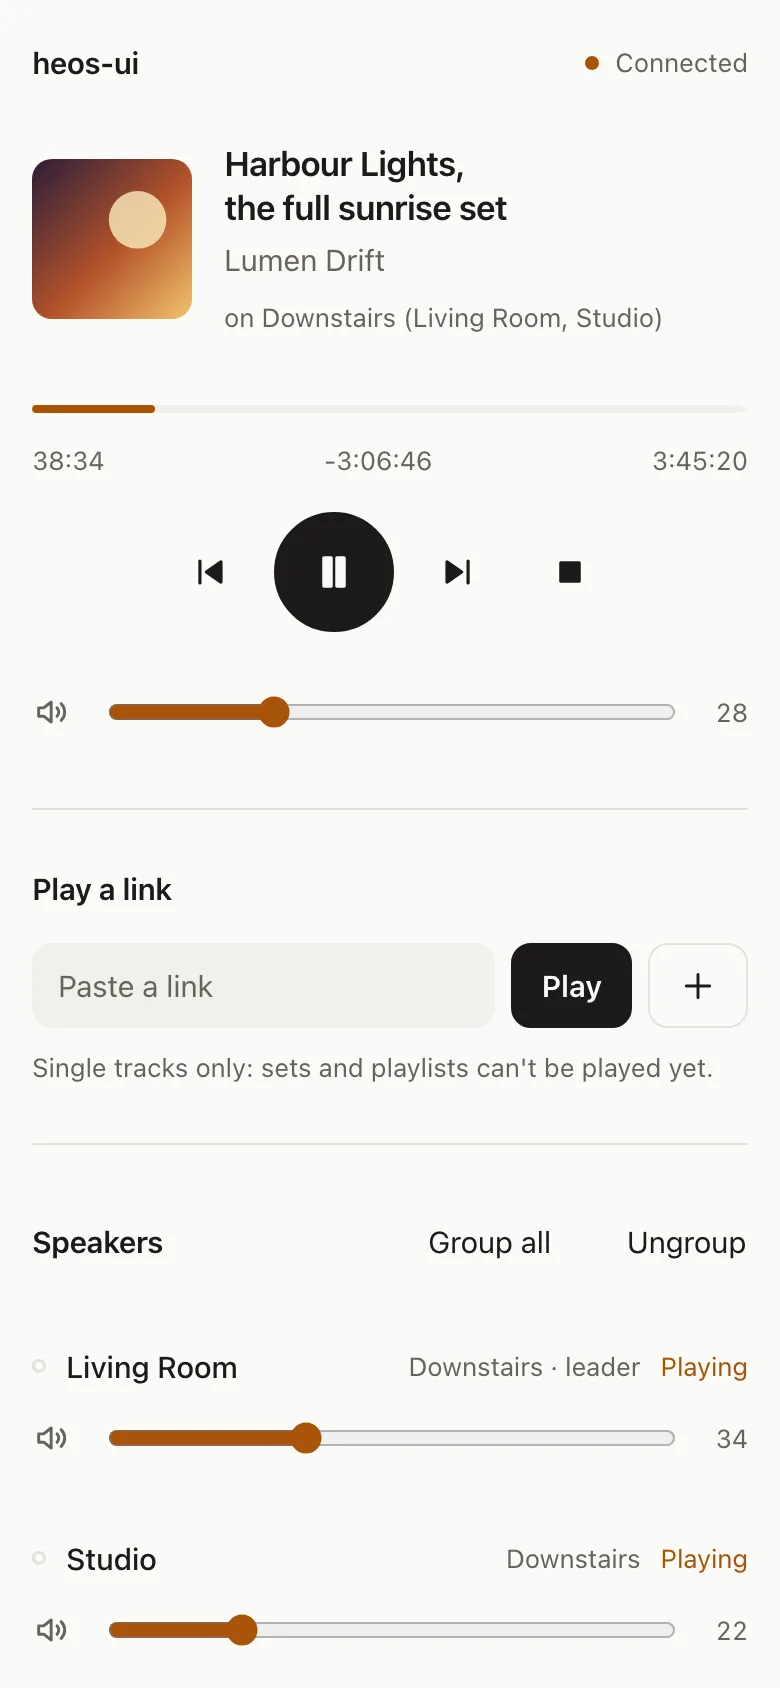 heos-ui
Connected
Harbour Lights,
the full sunrise set
Lumen Drift
on Downstairs (Living Room, Studio)
38:34
-3:06:46
3:45:20
28
Play a link
Paste a link
Play
Single tracks only: sets and playlists can't be played yet.
Speakers
Group all
Ungroup
Living Room
Downstairs · leader
Playing
34
Studio
Downstairs
Playing
22